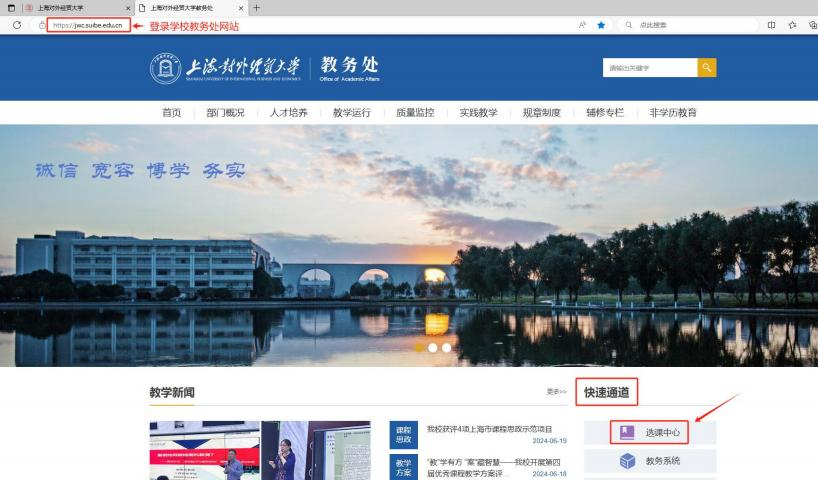 上海对外经贸大学
上海对外经贸大学教务处
https://jwc.suibe.edu.cn
登录学校教务处网站
点此搜索
上海对外经贸大学
SHANGHAI UNIVERSITY OF INTERNATIONAL BUSINESS AND ECONOMICS
教务处
Office of Academic Affairs
请输出关键字
首页 部门概况 人才培养 教学运行 质量监控 实践教学 规章制度 辅修专栏 非学历教育
诚信 宽容 博学 务实
教学新闻
更多>>
快速通道
课程
思政
我校获评4项上海市课程思政示范项目
2024-06-19
教学
方案
“教”学有方 “案”蕴智慧——我校开展第四
届优秀课程教学方案评...
2024-06-18
选课中心
教务系统